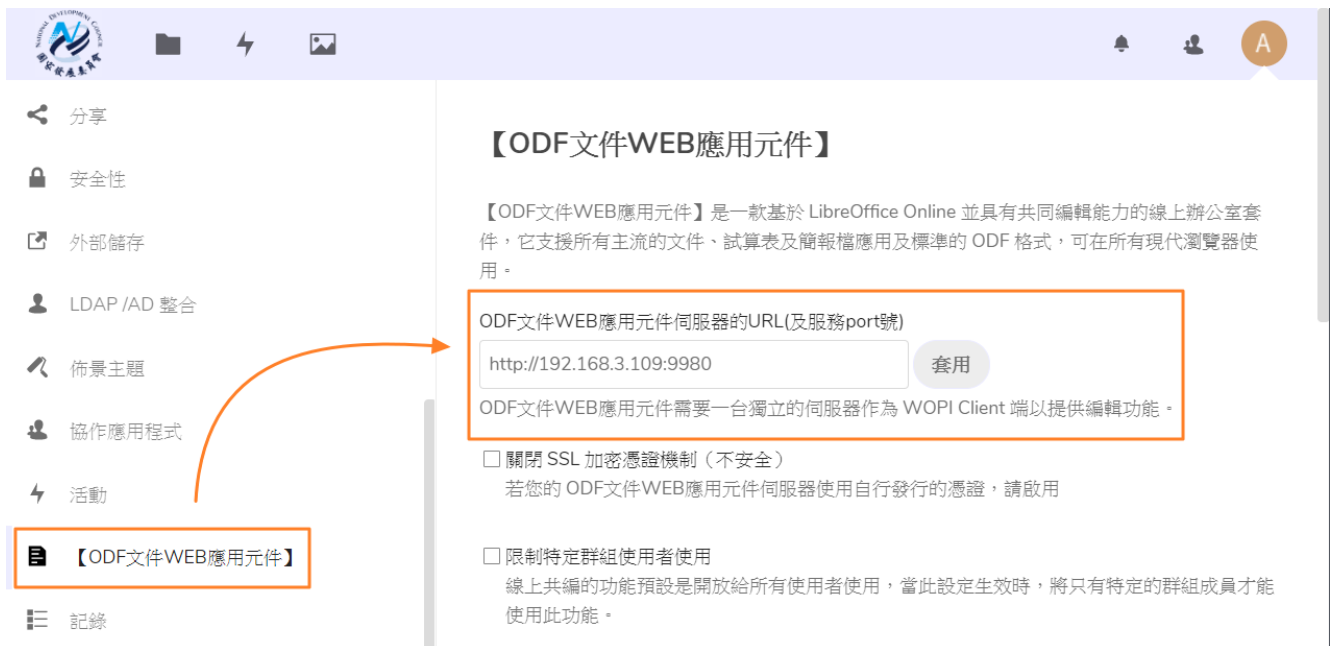 NATIONAL DEVELOPMENT COUNCIL
國家發展委員會
A
分享
安全性
外部儲存
LDAP /AD 整合
佈景主題
協作應用程式
活動
【ODF文件WEB應用元件】
記錄
【ODF文件WEB應用元件】
【ODF文件WEB應用元件】是一款基於 LibreOffice Online 並具有共同編輯能力的線上辦公室套
件，它支援所有主流的文件、試算表及簡報檔應用及標準的 ODF 格式，可在所有現代瀏覽器使
用。
ODF文件WEB應用元件伺服器的URL(及服務port號)
http://192.168.3.109:9980
套用
ODF文件WEB應用元件需要一台獨立的伺服器作為 WOPI Client 端以提供編輯功能。
關閉 SSL 加密憑證機制（不安全）
若您的 ODF文件WEB應用元件伺服器使用自行發行的憑證，請啟用
限制特定群組使用者使用
線上共編的功能預設是開放給所有使用者使用，當此設定生效時，將只有特定的群組成員才能
使用此功能。